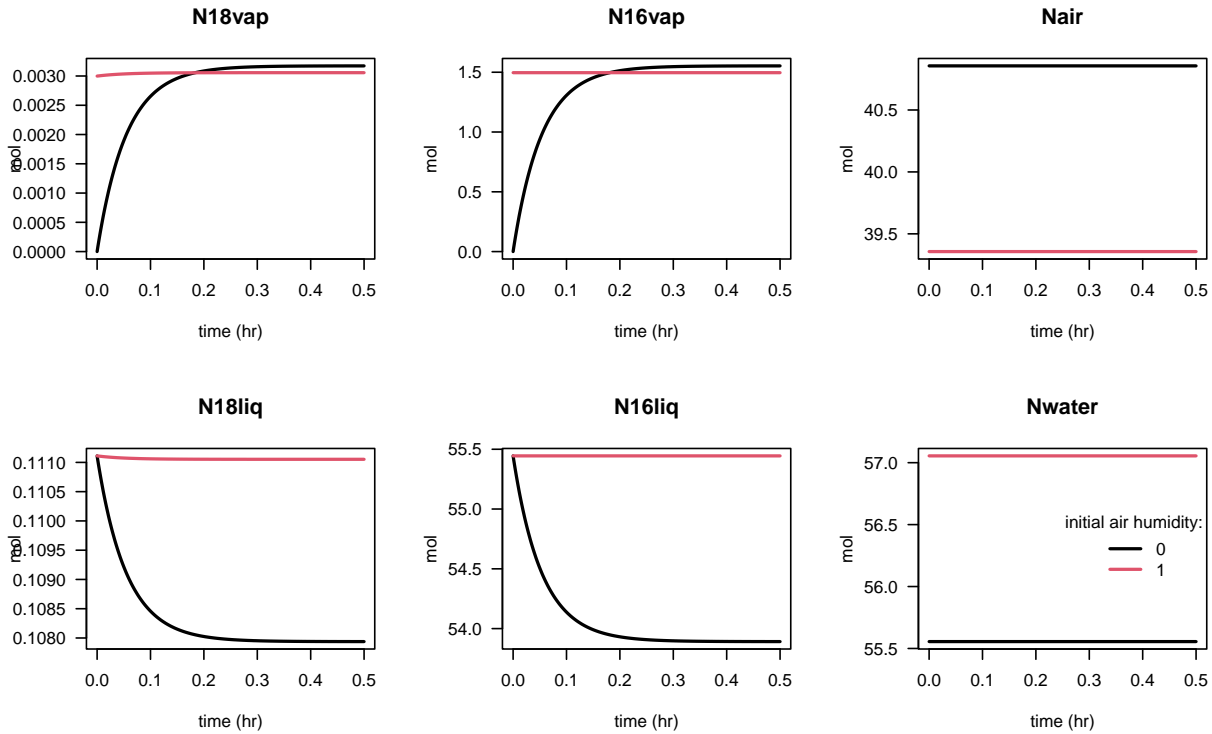 N18vap
0.0030
0.0025
0.0020
0.0015
0.0010
0.0005
0.0000
mol
0.0 0.1 0.2 0.3 0.4 0.5
time (hr)
N16vap
1.5
1.0
0.5
0.0
mol
0.0 0.1 0.2 0.3 0.4 0.5
time (hr)
Nair
40.5
40.0
39.5
mol
0.0 0.1 0.2 0.3 0.4 0.5
time (hr)
N18liq
0.1110
0.1105
0.1100
0.1095
0.1090
0.1085
0.1080
mol
0.0 0.1 0.2 0.3 0.4 0.5
time (hr)
N16liq
55.5
55.0
54.5
54.0
mol
0.0 0.1 0.2 0.3 0.4 0.5
time (hr)
Nwater
57.0
56.5
56.0
55.5
mol
initial air humidity:
0
1
0.0 0.1 0.2 0.3 0.4 0.5
time (hr)